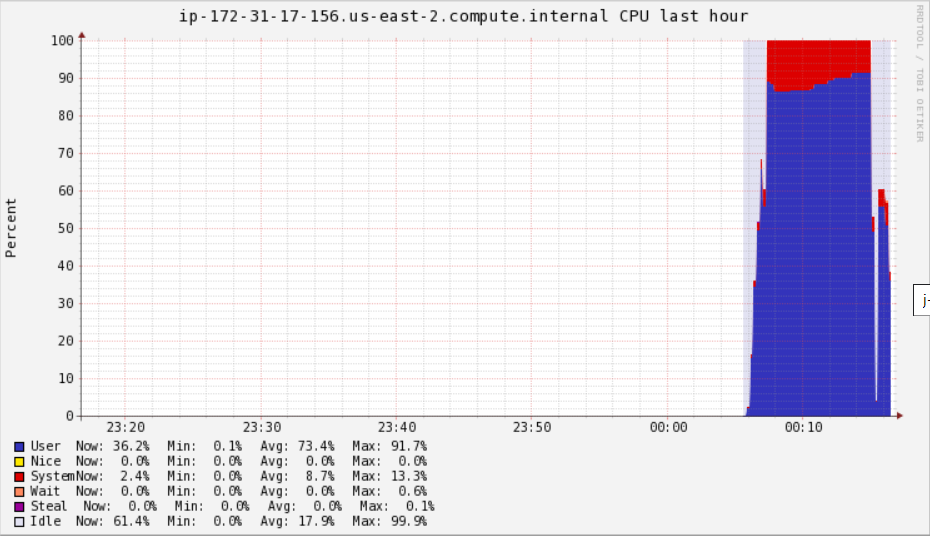 ip-172-31-17-156.us-east-2.compute.internal CPU last hour
RRDTOOL / TOBI OETIKER
Percent
100
90
80
70
60
50
40
30
20
10
0
23:20 23:30 23:40 23:50 00:00 00:10
j-
User Now: 36.2% Min: 0.1% Avg: 73.4% Max: 91.7%
Nice Now: 0.0% Min: 0.0% Avg: 0.0% Max: 0.0%
SystemNow: 2.4% Min: 0.0% Avg: 8.7% Max: 13.3%
Wait Now: 0.0% Min: 0.0% Avg: 0.0% Max: 0.6%
Steal Now: 0.0% Min: 0.0% Avg: 0.0% Max: 0.1%
Idle Now: 61.4% Min: 0.0% Avg: 17.9% Max: 99.9%